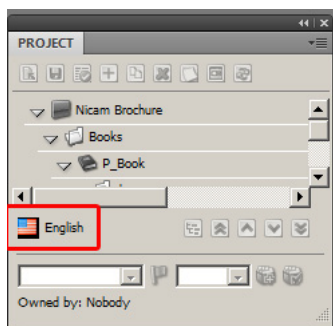 PROJECT
Nicam Brochure
Books
P_Book
English
Owned by: Nobody